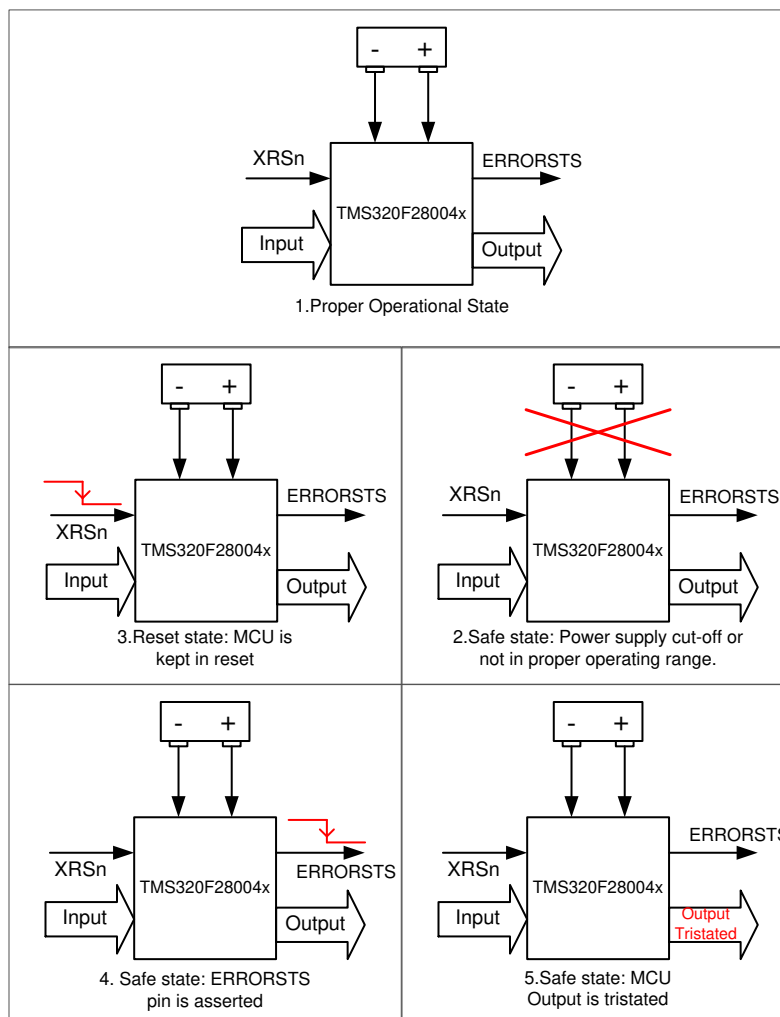 - +
XRSn
ERRORSTS
TMS320F28004x
Input
Output
1.Proper Operational State
- +
ERRORSTS
XRSn
TMS320F28004x
Input
Output
3.Reset state: MCU is
kept in reset
- +
XRSn
ERRORSTS
TMS320F28004x
Input
Output
2.Safe state: Power supply cut-off or
not in proper operating range.
- +
XRSn
ERRORSTS
TMS320F28004x
Input
Output
4. Safe state: ERRORSTS
pin is asserted
- +
ERRORSTS
XRSn
TMS320F28004x
Input
Output
Tristated
5.Safe state: MCU
Output is tristated